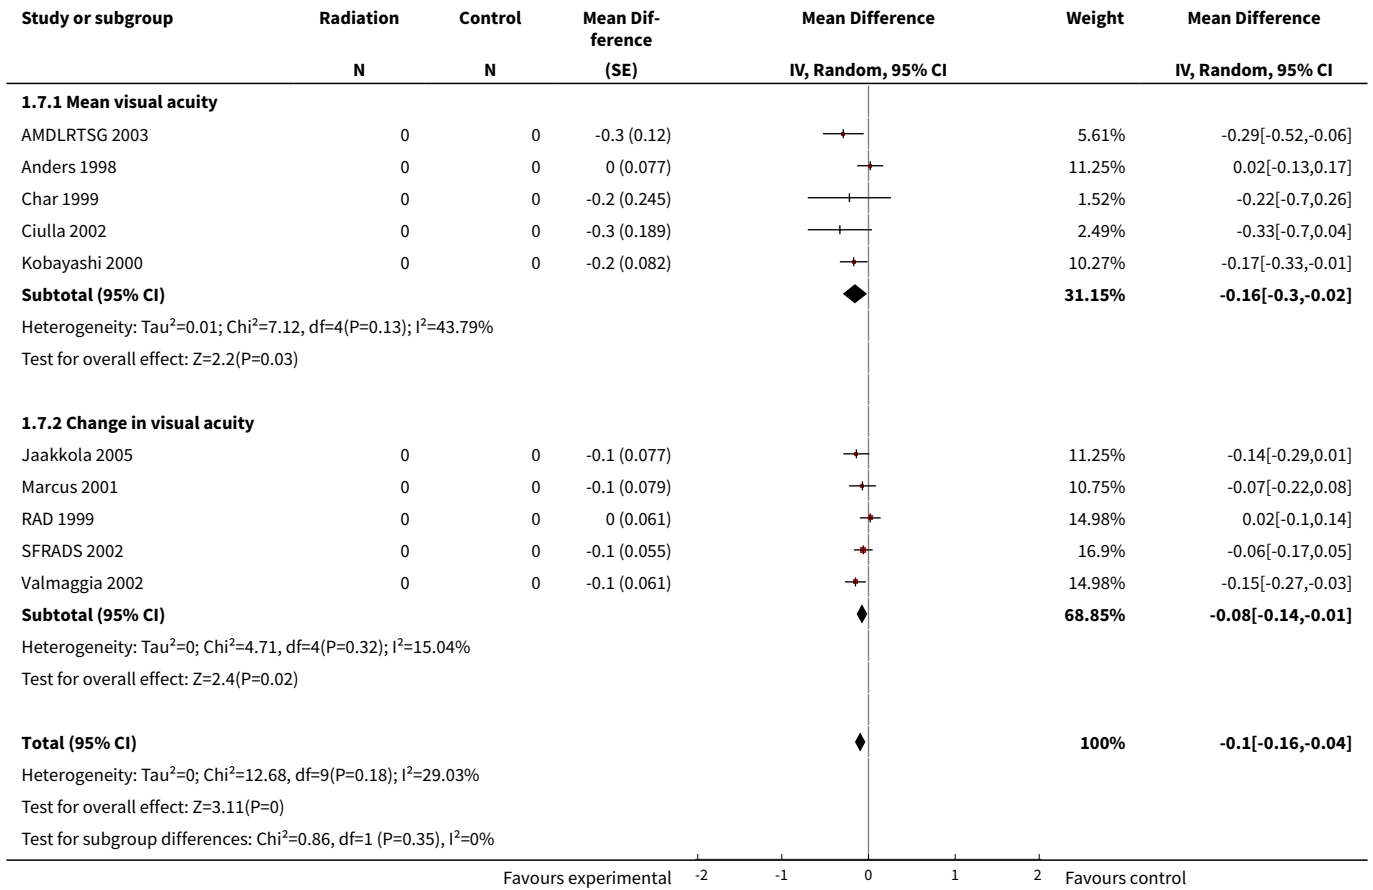 Study or subgroup Radiation Control Mean Dif- Mean Difference Weight Mean Difference
ference
N N (SE) IV, Random, 95% CI IV, Random, 95% CI
1.7.1 Mean visual acuity
AMDLRTSG 2003 0 0 -0.3 (0.12) 5.61% -0.29[-0.52,-0.06]
Anders 1998 0 0 0 (0.077) 11.25% 0.02[-0.13,0.17]
Char 1999 0 0 -0.2 (0.245) 1.52% -0.22[-0.7,0.26]
Ciulla 2002 0 0 -0.3 (0.189) 2.49% -0.33[-0.7,0.04]
Kobayashi 2000 0 0 -0.2 (0.082) 10.27% -0.17[-0.33,-0.01]
Subtotal (95% CI) 31.15% -0.16[-0.3,-0.02]
Heterogeneity: Tau²=0.01; Chi²=7.12, df=4(P=0.13); I²=43.79%
Test for overall effect: Z=2.2(P=0.03)
1.7.2 Change in visual acuity
Jaakkola 2005 0 0 -0.1 (0.077) 11.25% -0.14[-0.29,0.01]
Marcus 2001 0 0 -0.1 (0.079) 10.75% -0.07[-0.22,0.08]
RAD 1999 0 0 0 (0.061) 14.98% 0.02[-0.1,0.14]
SFRADS 2002 0 0 -0.1 (0.055) 16.9% -0.06[-0.17,0.05]
Valmaggia 2002 0 0 -0.1 (0.061) 14.98% -0.15[-0.27,-0.03]
Subtotal (95% CI) 68.85% -0.08[-0.14,-0.01]
Heterogeneity: Tau²=0; Chi²=4.71, df=4(P=0.32); I²=15.04%
Test for overall effect: Z=2.4(P=0.02)
Total (95% CI) 100% -0.1[-0.16,-0.04]
Heterogeneity: Tau²=0; Chi²=12.68, df=9(P=0.18); I²=29.03%
Test for overall effect: Z=3.11(P=0)
Test for subgroup differences: Chi²=0.86, df=1 (P=0.35), I²=0%
Favours experimental -2 -1 0 1 2 Favours control